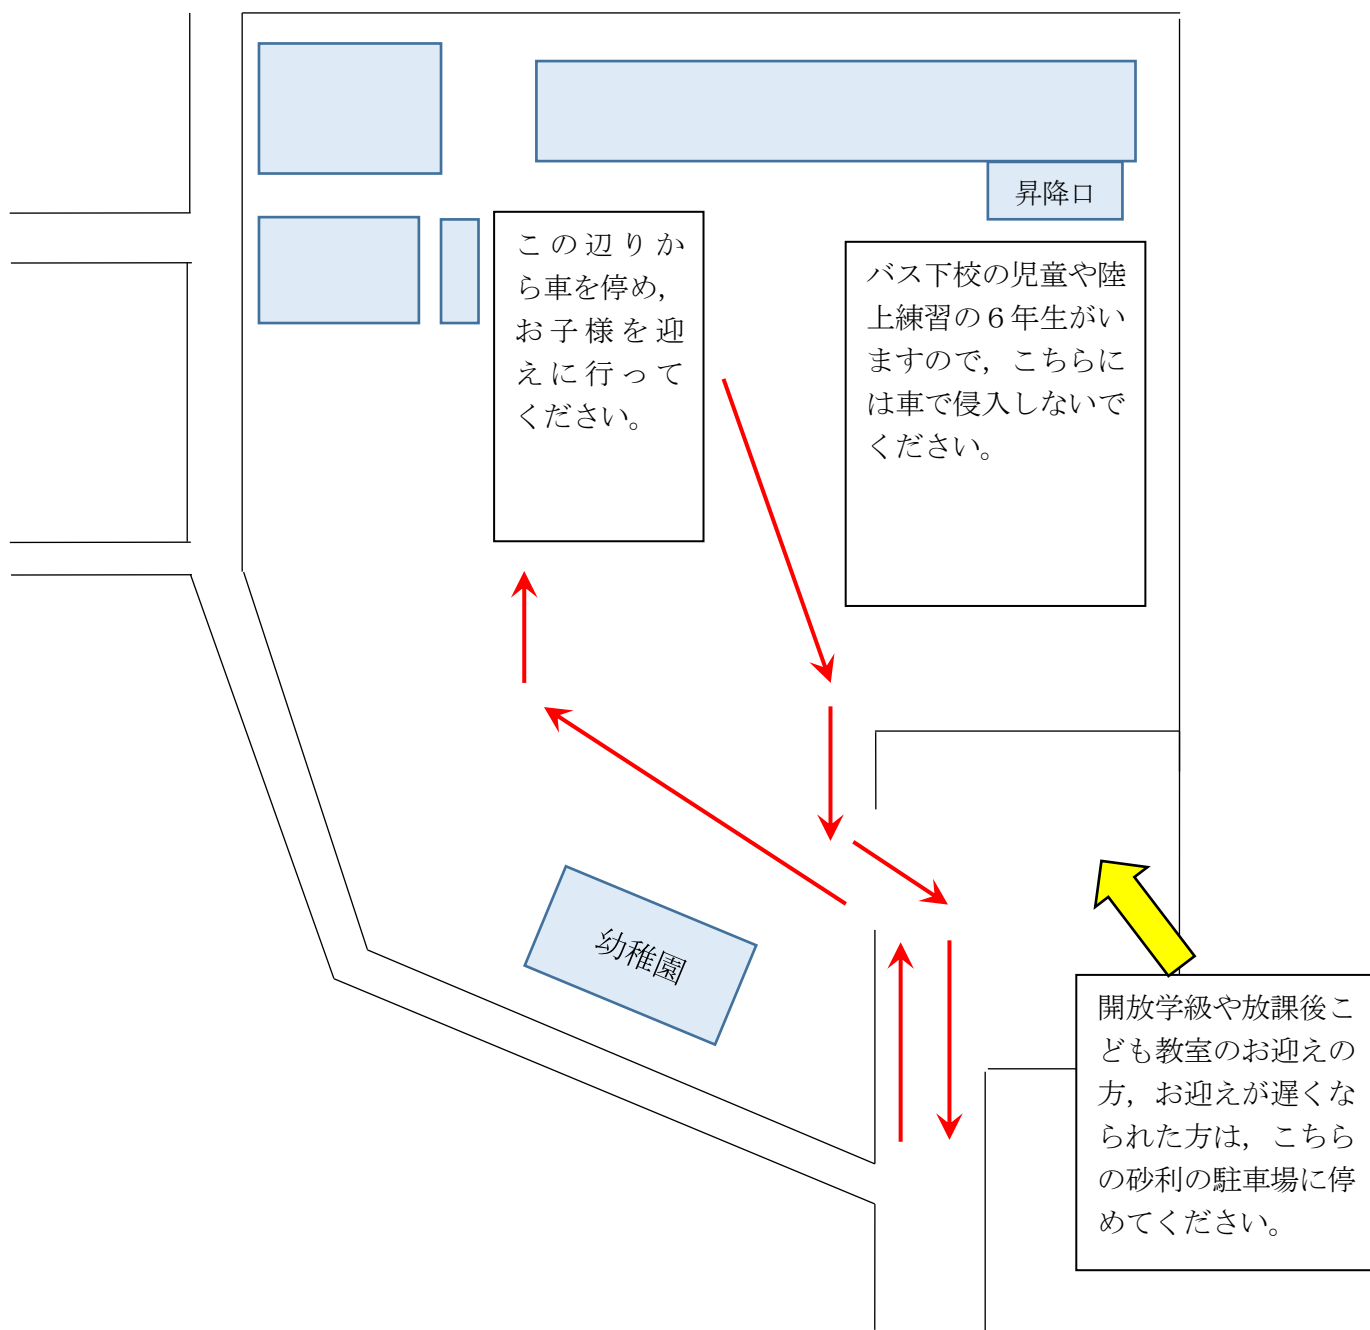 昇降口
この辺りか
ら車を停め，
お子様を迎
えに行って
ください。
バス下校の児童や陸
上練習の６年生がい
ますので，こちらに
は車で侵入しないで
ください。
幼稚園
開放学級や放課後こ
ども教室のお迎えの
方，お迎えが遅くな
られた方は，こちら
の砂利の駐車場に停
めてください。